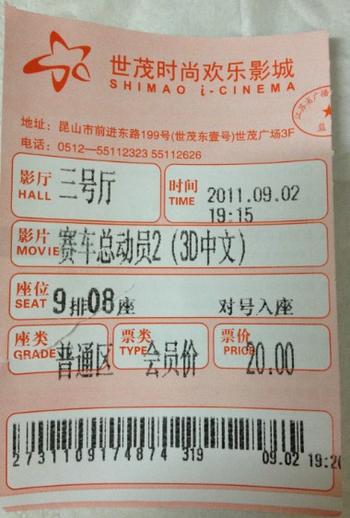 世茂时尚欢乐影城
SHIMAO i-CINEMA
地址：昆山市前进东路199号(世茂东壹号)世茂广场3F
电话：0512—55112323 55112626
影厅 三号厅 时间
HALL TIME 2011.09.02
19:15
影片 赛车总动员2（3D中文）
MOVIE
座位 9排08座 对号入座
SEAT
座类 票类 票价
GRADE 普通区 TYPE 会员价 PRICE 20.00
2731109174874 319 09.02 19:20